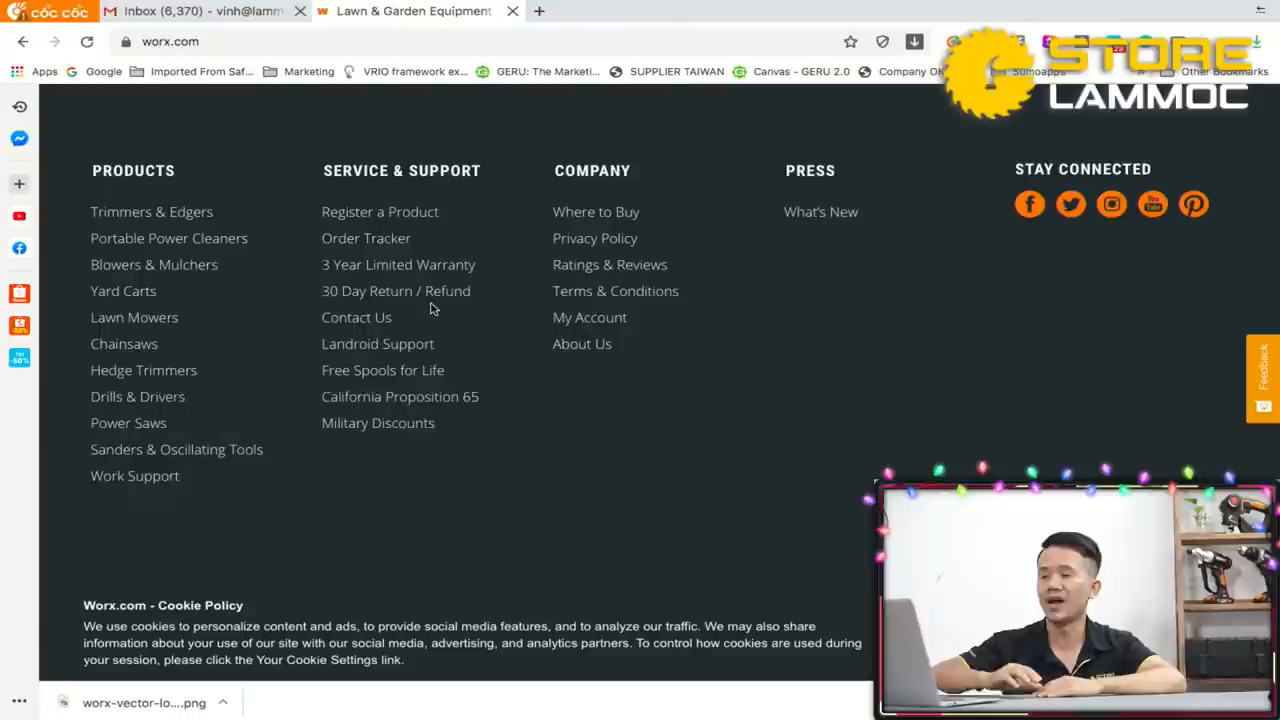 cốc cốc
Inbox (6,370) - vinh@lamm
Lawn & Garden Equipment
worx.com
Apps
Google
Imported From Saf...
Marketing
VRIO framework ex...
GERU: The Marketi...
SUPPLIER TAIWAN
Canvas - GERU 2.0
Company OK
Sumoapps
Other Bookmarks
STORE
LAMMOC
PRODUCTS
Trimmers & Edgers
Portable Power Cleaners
Blowers & Mulchers
Yard Carts
Lawn Mowers
Chainsaws
Hedge Trimmers
Drills & Drivers
Power Saws
Sanders & Oscillating Tools
Work Support
SERVICE & SUPPORT
Register a Product
Order Tracker
3 Year Limited Warranty
30 Day Return / Refund
Contact Us
Landroid Support
Free Spools for Life
California Proposition 65
Military Discounts
COMPANY
Where to Buy
Privacy Policy
Ratings & Reviews
Terms & Conditions
My Account
About Us
PRESS
What's New
STAY CONNECTED
Feedback
-50%
Worx.com - Cookie Policy
We use cookies to personalize content and ads, to provide social media features, and to analyze our traffic. We may also share
information about your use of our site with our social media, advertising, and analytics partners. To control how cookies are used during
your session, please click the Your Cookie Settings link.
worx-vector-lo....png